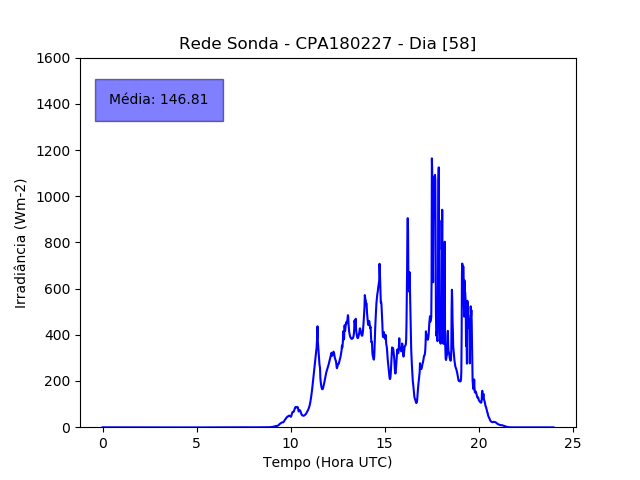 Rede Sonda - CPA180227 - Dia [58]
1600
1400
1200
1000
800
600
400
200
0
Média: 146.81
Irradiância (Wm-2)
0 5 10 15 20 25
Tempo (Hora UTC)